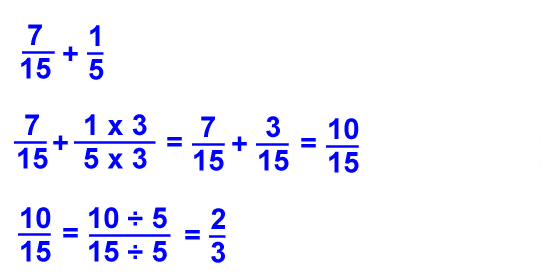 7/15 + 1/5
7/15 + 1 x 3/5 x 3 = 7/15 + 3/15 = 10/15
10/15 = 10 ÷ 5/15 ÷ 5 = 2/3